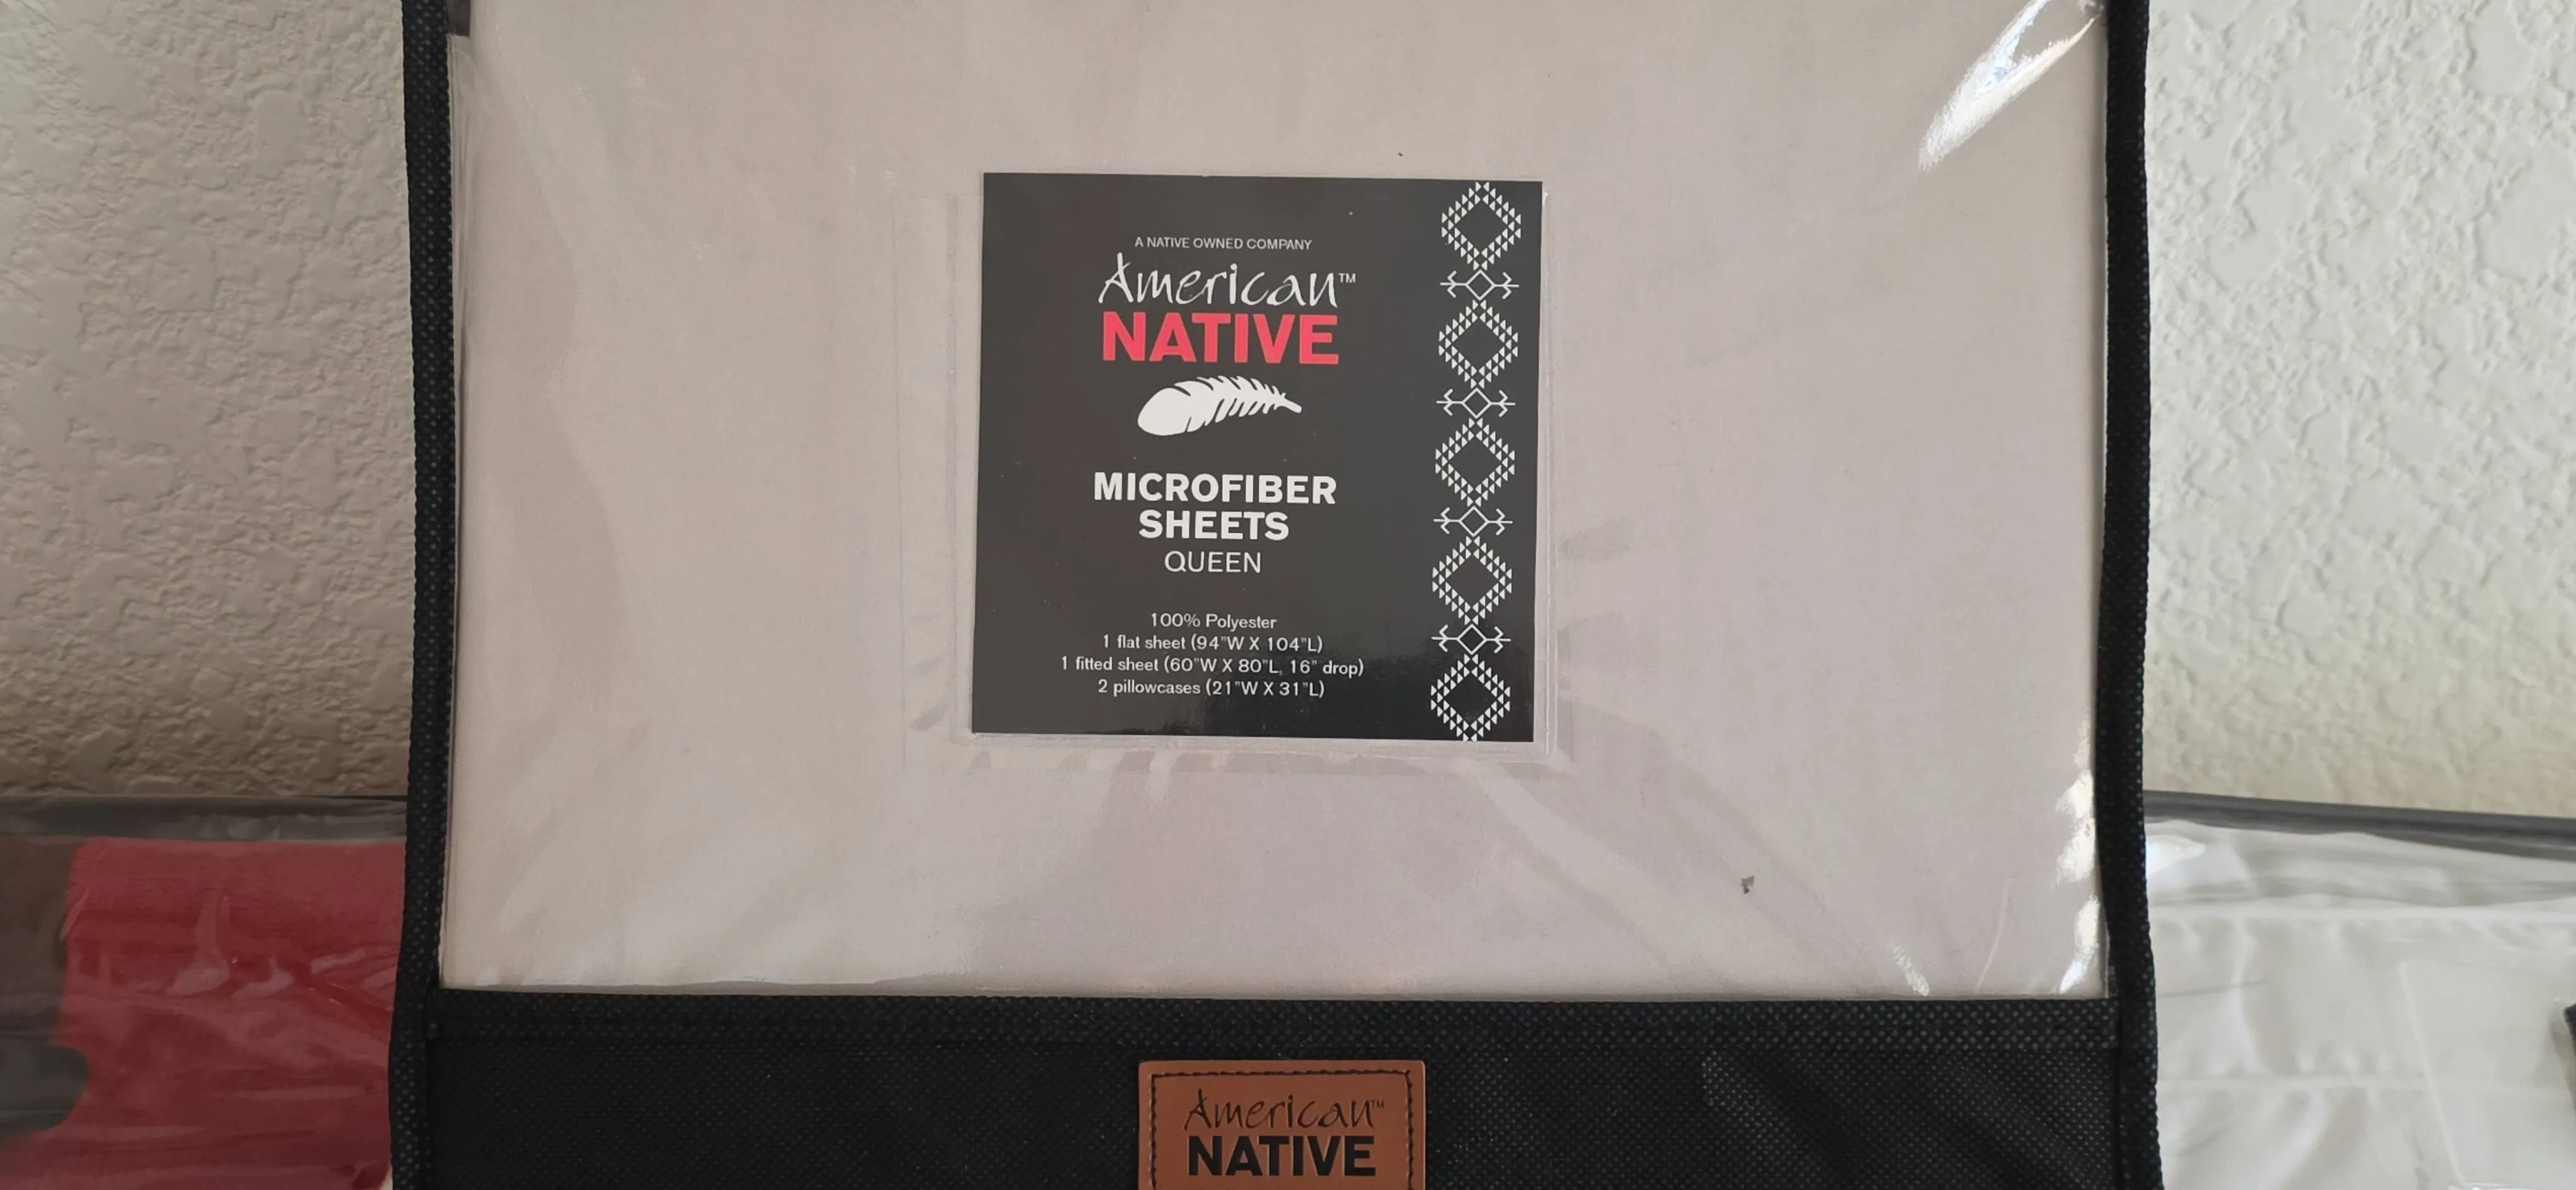 A NATIVE OWNED COMPANY
American™
NATIVE
MICROFIBER
SHEETS
QUEEN
100% Polyester
1 flat sheet (94"W X 104"L)
1 fitted sheet (60"W X 80"L, 16" drop)
2 pillowcases (21"W X 31"L)
American™
NATIVE